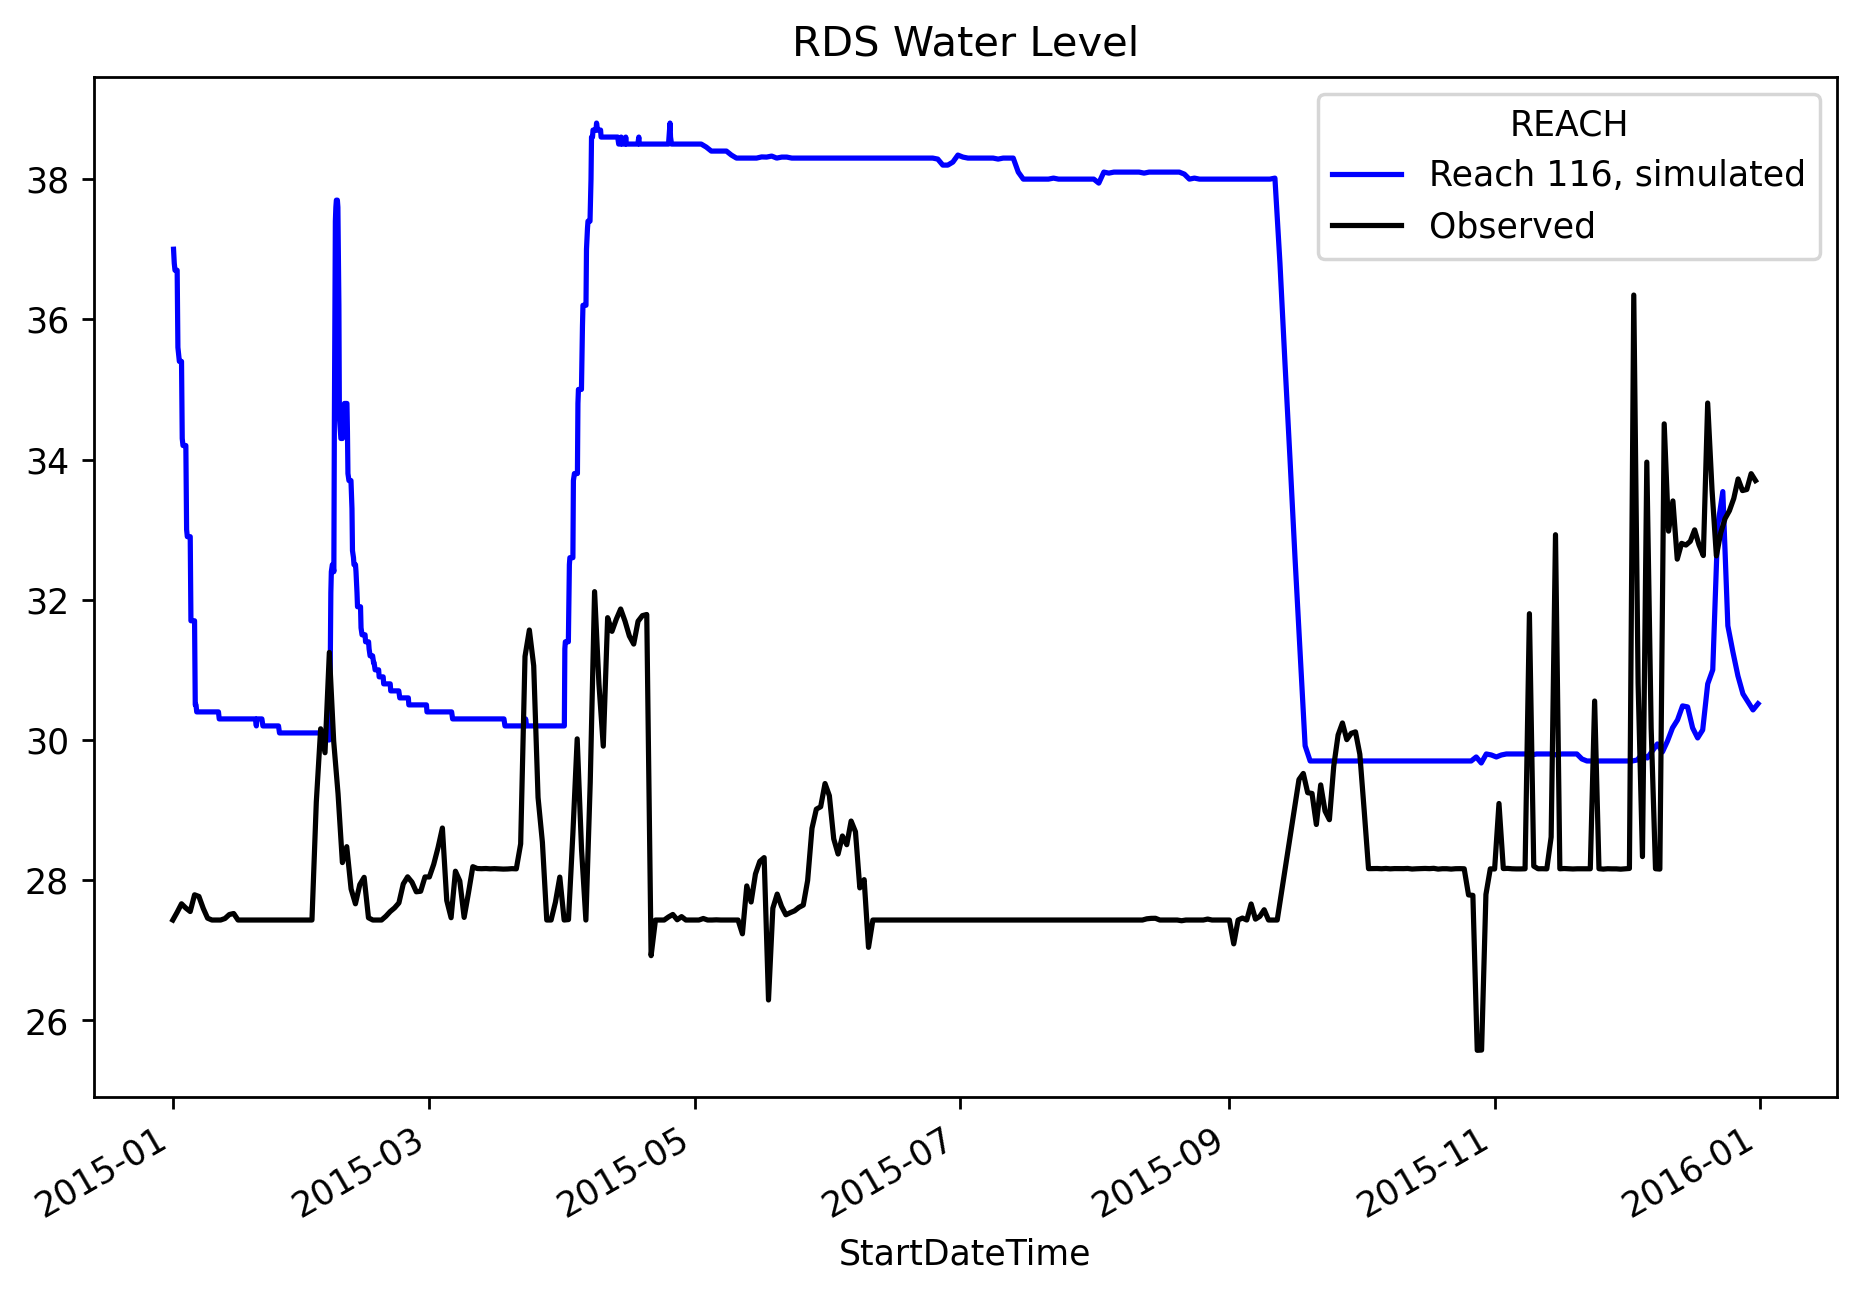 RDS Water Level
REACH
Reach 116, simulated
Observed
38
36
34
32
30
28
26
2015-01
2015-03
2015-05
2015-07
2015-09
2015-11
2016-01
StartDateTime